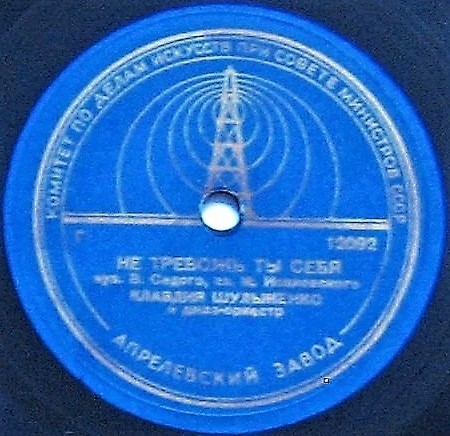 КОМИТЕТ ПО ДЕЛАМ ИСКУССТВ ПРИ СОВЕТЕ МИНИСТРОВ СССР
Г 13092
НЕ ТРЕВОЖЬ ТЫ СЕБЯ
муз. В. Седого, сл. М. Исаковского
КЛАВДИЯ ШУЛЬЖЕНКО
и джаз-оркестр
АПРЕЛЕВСКИЙ ЗАВОД